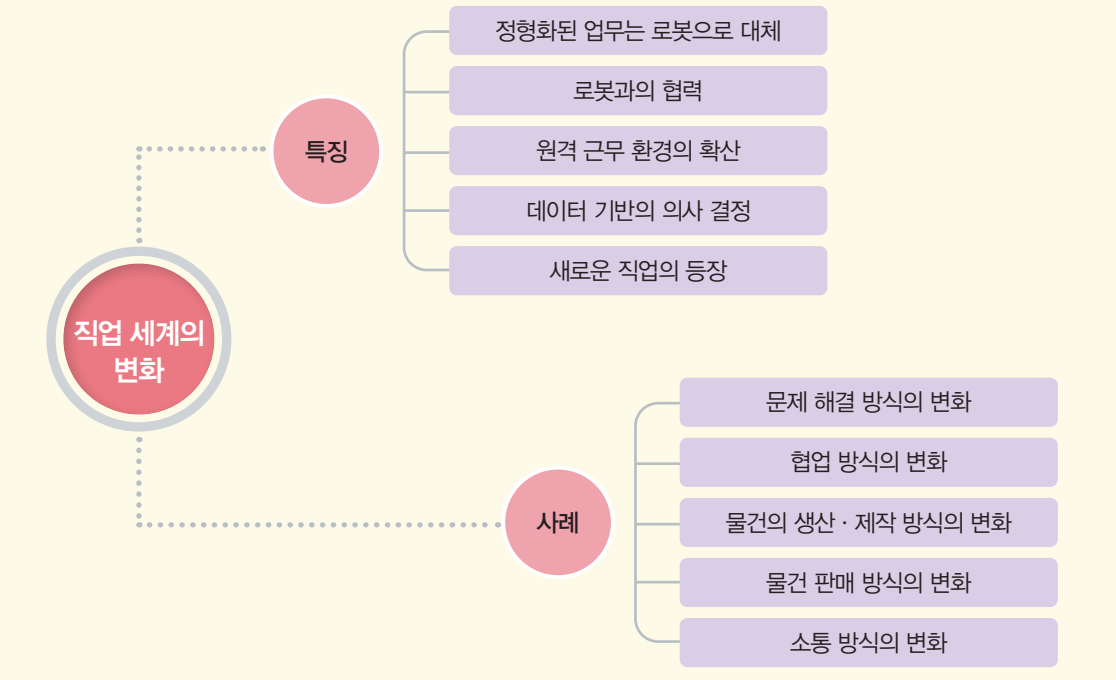 직업 세계의
변화
특징
정형화된 업무는 로봇으로 대체
로봇과의 협력
원격 근무 환경의 확산
데이터 기반의 의사 결정
새로운 직업의 등장
사례
문제 해결 방식의 변화
협업 방식의 변화
물건의 생산 · 제작 방식의 변화
물건 판매 방식의 변화
소통 방식의 변화